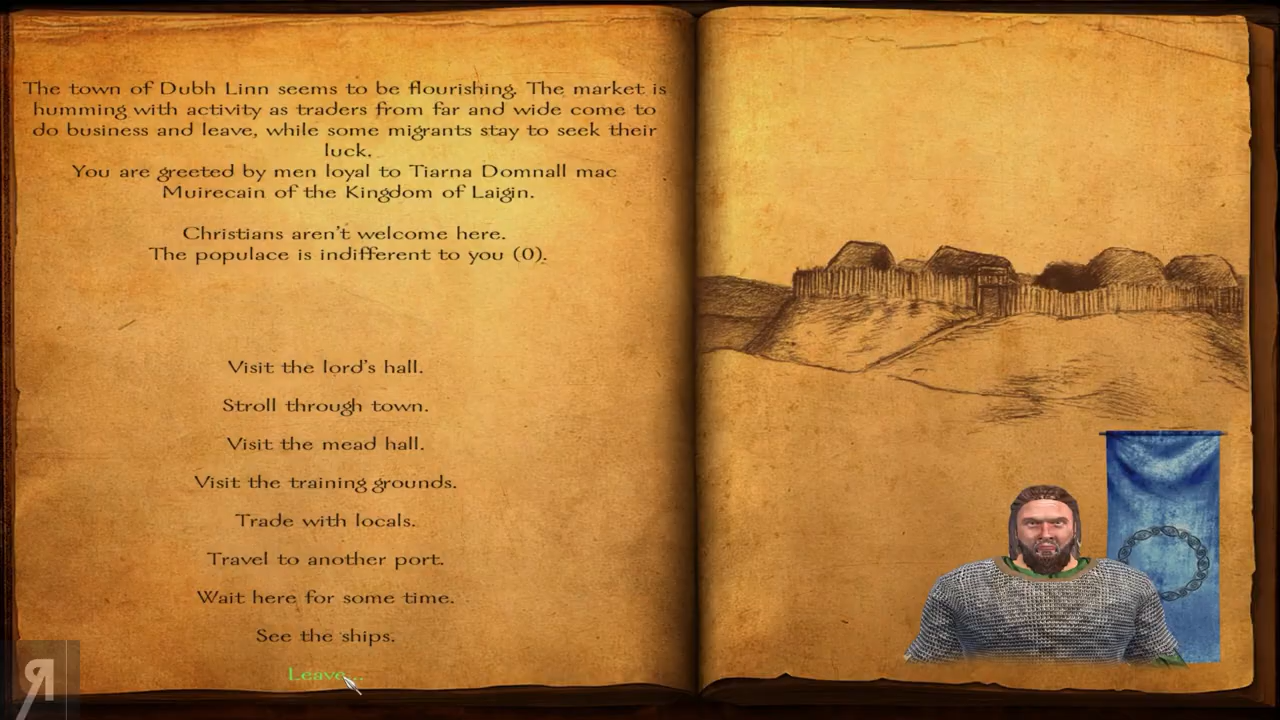 The town of Dubh Linn seems to be flourishing. The market is
humming with activity as traders from far and wide come to
do business and leave, while some migrants stay to seek their
luck.
You are greeted by men loyal to Tiarna Domnall mac
Muirecain of the Kingdom of Laigin.
Christians aren't welcome here.
The populace is indifferent to you (0).
Visit the lord's hall.
Stroll through town.
Visit the mead hall.
Visit the training grounds.
Trade with locals.
Travel to another port.
Wait here for some time.
See the ships.
Leave...
Я